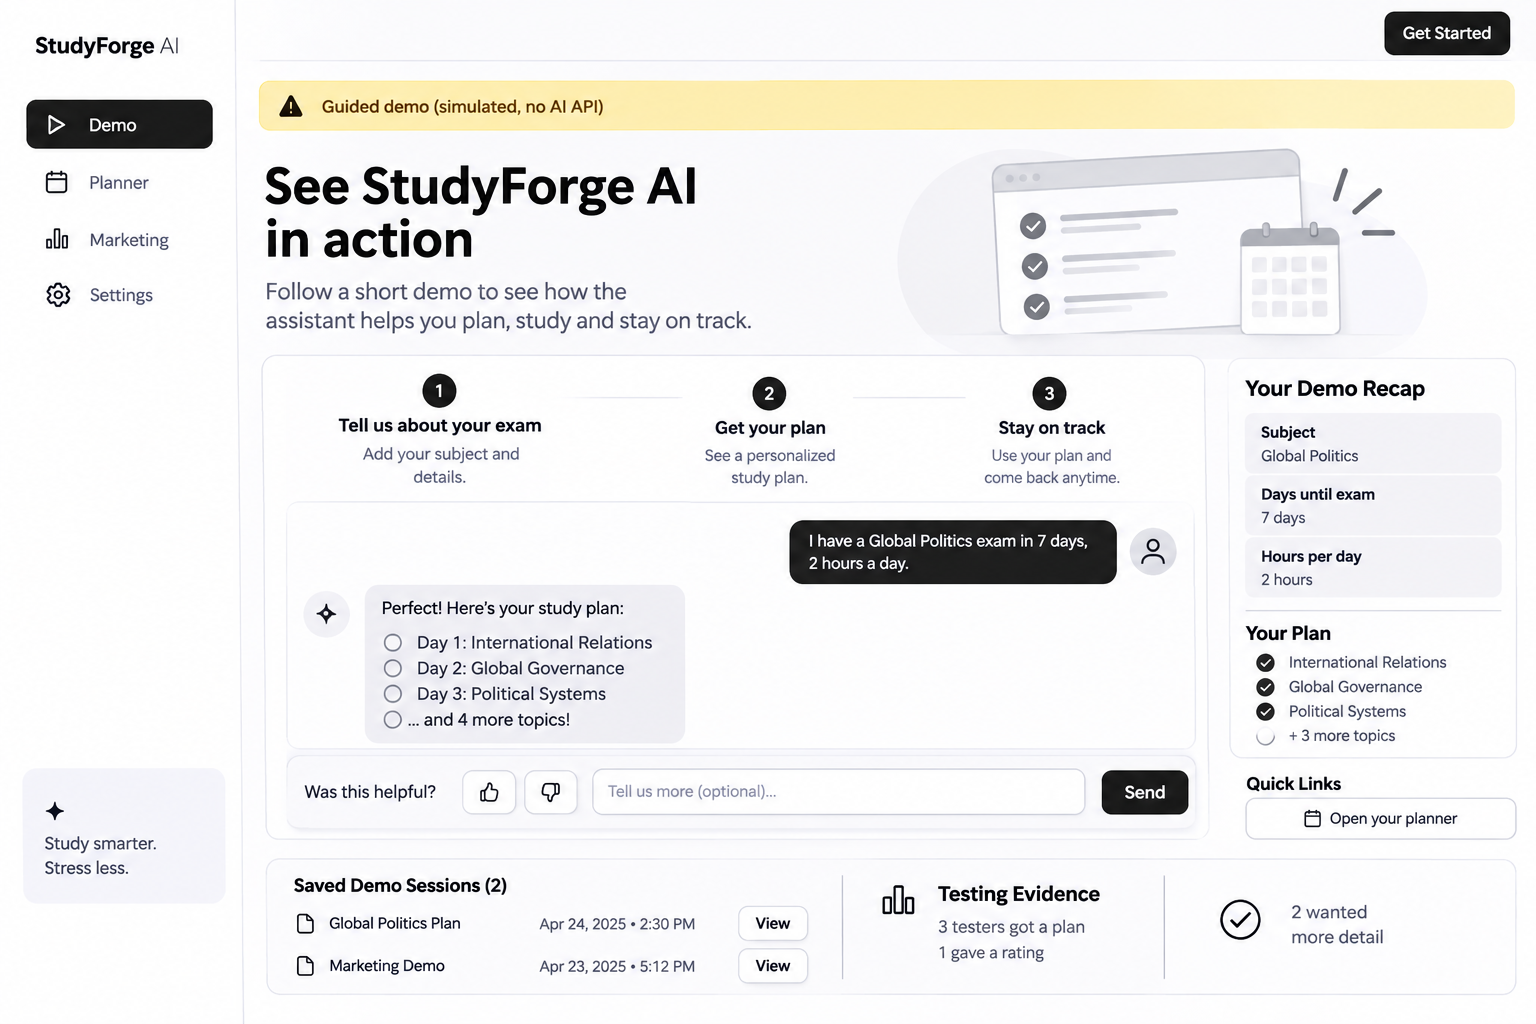 StudyForge AI
Demo
Planner
Marketing
Settings
Study smarter.
Stress less.
Get Started
Guided demo (simulated, no AI API)
See StudyForge AI
in action
Follow a short demo to see how the
assistant helps you plan, study and stay on track.
1
Tell us about your exam
Add your subject and
details.
2
Get your plan
See a personalized
study plan.
3
Stay on track
Use your plan and
come back anytime.
I have a Global Politics exam in 7 days,
2 hours a day.
Perfect! Here's your study plan:
Day 1: International Relations
Day 2: Global Governance
Day 3: Political Systems
... and 4 more topics!
Was this helpful?
Tell us more (optional)...
Send
Your Demo Recap
Subject
Global Politics
Days until exam
7 days
Hours per day
2 hours
Your Plan
International Relations
Global Governance
Political Systems
+ 3 more topics
Quick Links
Open your planner
Saved Demo Sessions (2)
Global Politics Plan Apr 24, 2025 • 2:30 PM View
Marketing Demo Apr 23, 2025 • 5:12 PM View
Testing Evidence
3 testers got a plan
1 gave a rating
2 wanted
more detail